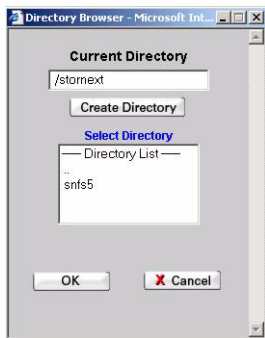 Directory Browser - Microsoft Int...
Current Directory
/stornext
Create Directory
Select Directory
—— Directory List ——
..
snfs5
OK
X Cancel